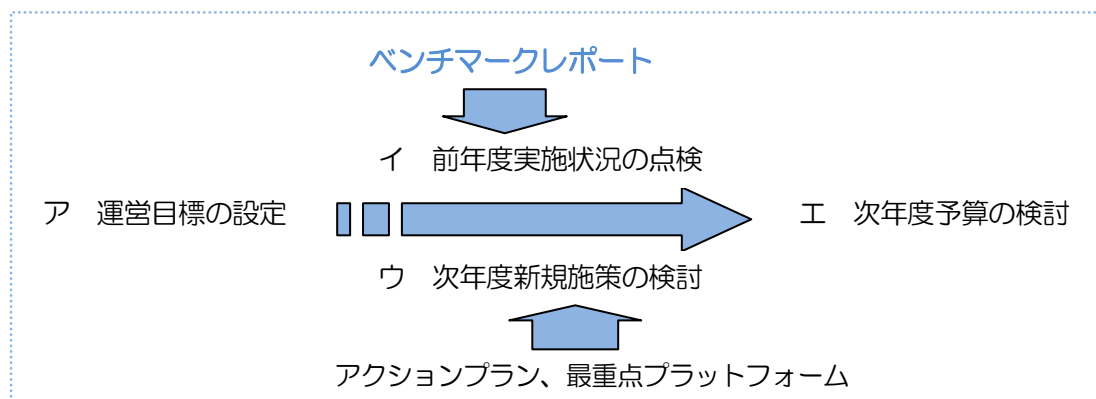 ベンチマークレポート
イ 前年度実施状況の点検
ア 運営目標の設定
エ 次年度予算の検討
ウ 次年度新規施策の検討
アクションプラン、最重点プラットフォーム